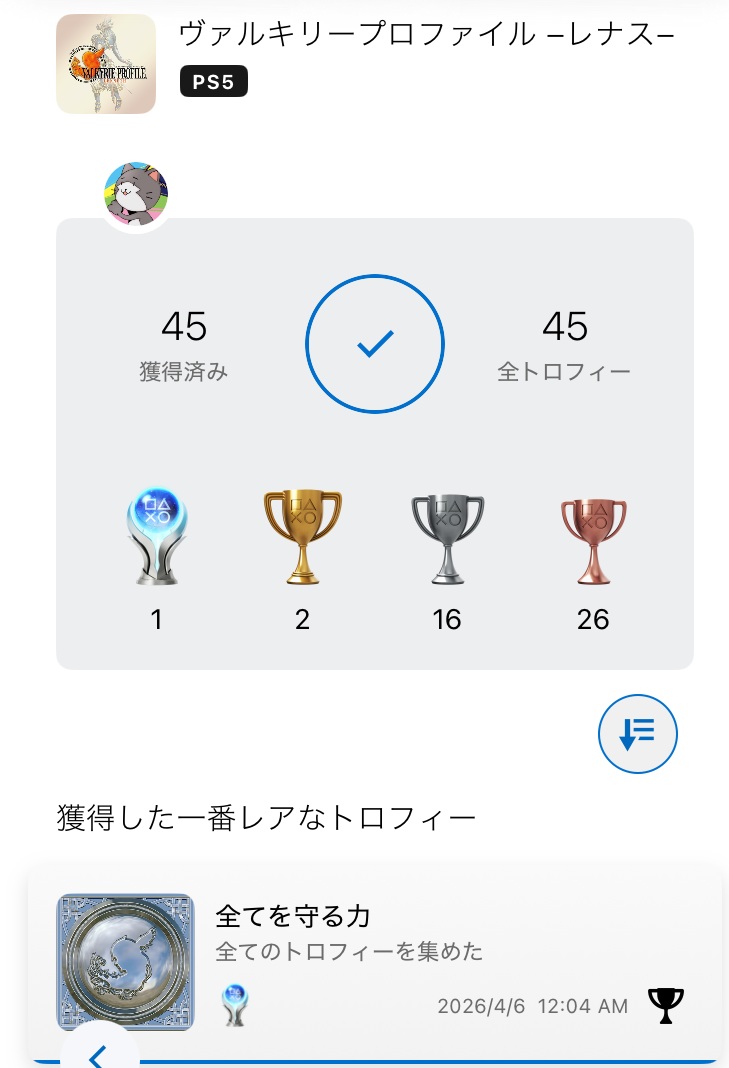 ヴァルキリープロファイル –レナス–
VALKYRIE PROFILE
PS5
45
獲得済み
45
全トロフィー
1
2
16
26
獲得した一番レアなトロフィー
全てを守る力
全てのトロフィーを集めた
2026/4/6 12:04 AM